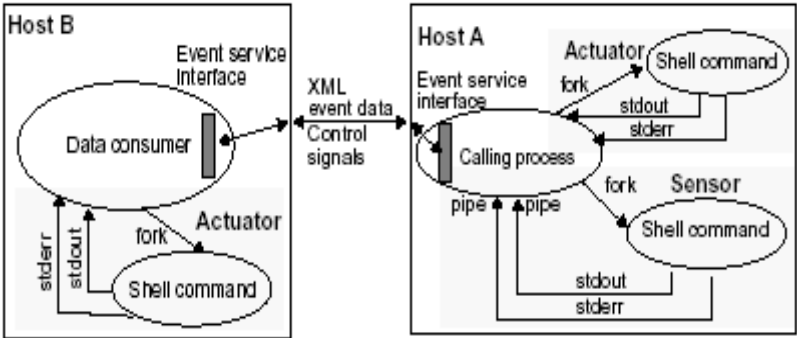 Host B
Event service
Interface
Data consumer
Actuator
fork
stderr
stdout
Shell command
XML
event data
Control
signals
Host A
Actuator
Shell command
fork
stdout
stderr
Event service
interface
Calling process
pipe
pipe
fork
Sensor
Shell command
stdout
stderr